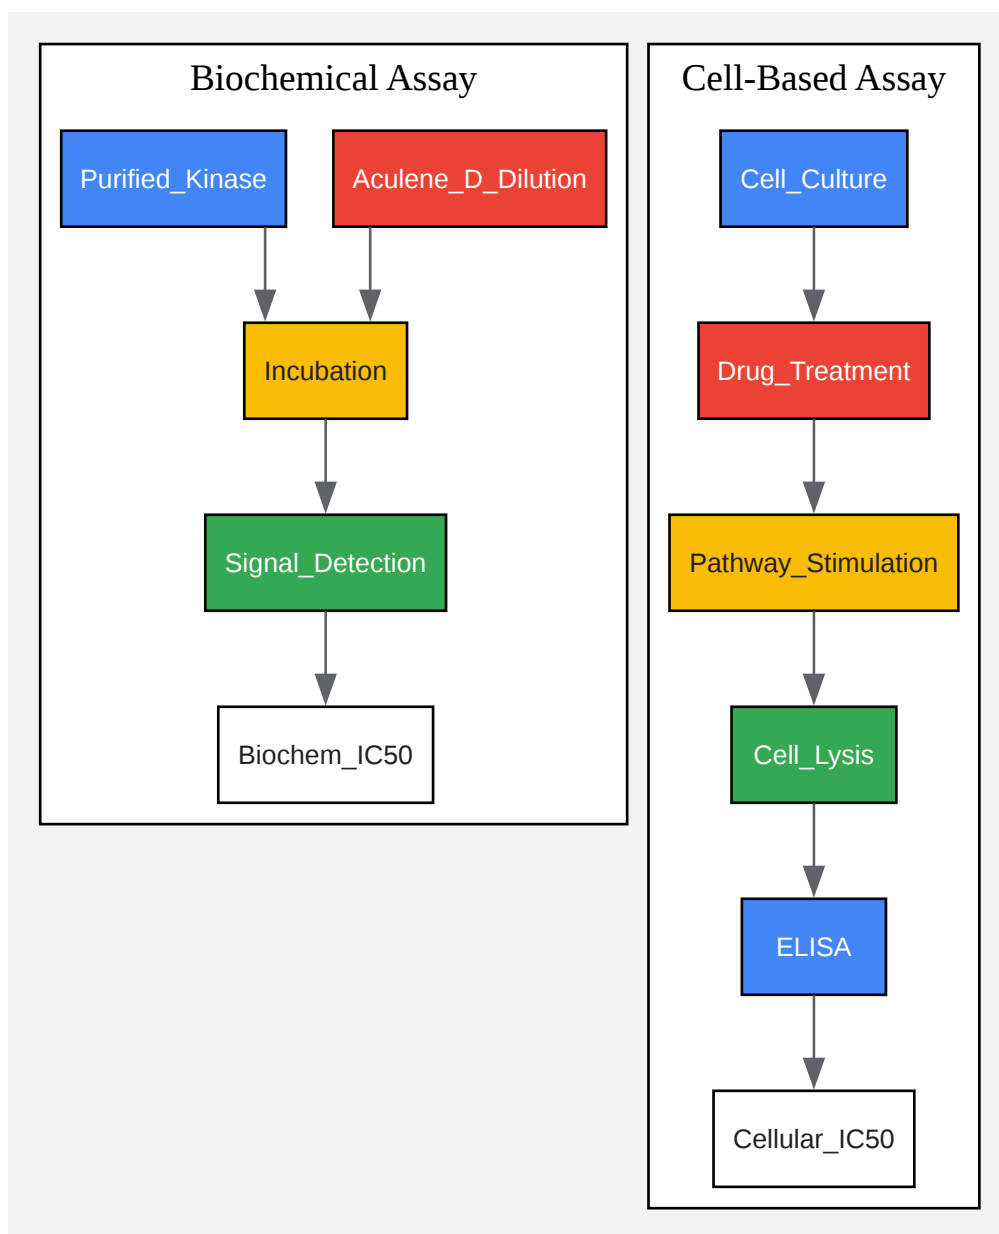 Biochemical Assay
Purified_Kinase
Aculene_D_Dilution
Incubation
Signal_Detection
Biochem_IC50
Cell-Based Assay
Cell_Culture
Drug_Treatment
Pathway_Stimulation
Cell_Lysis
ELISA
Cellular_IC50